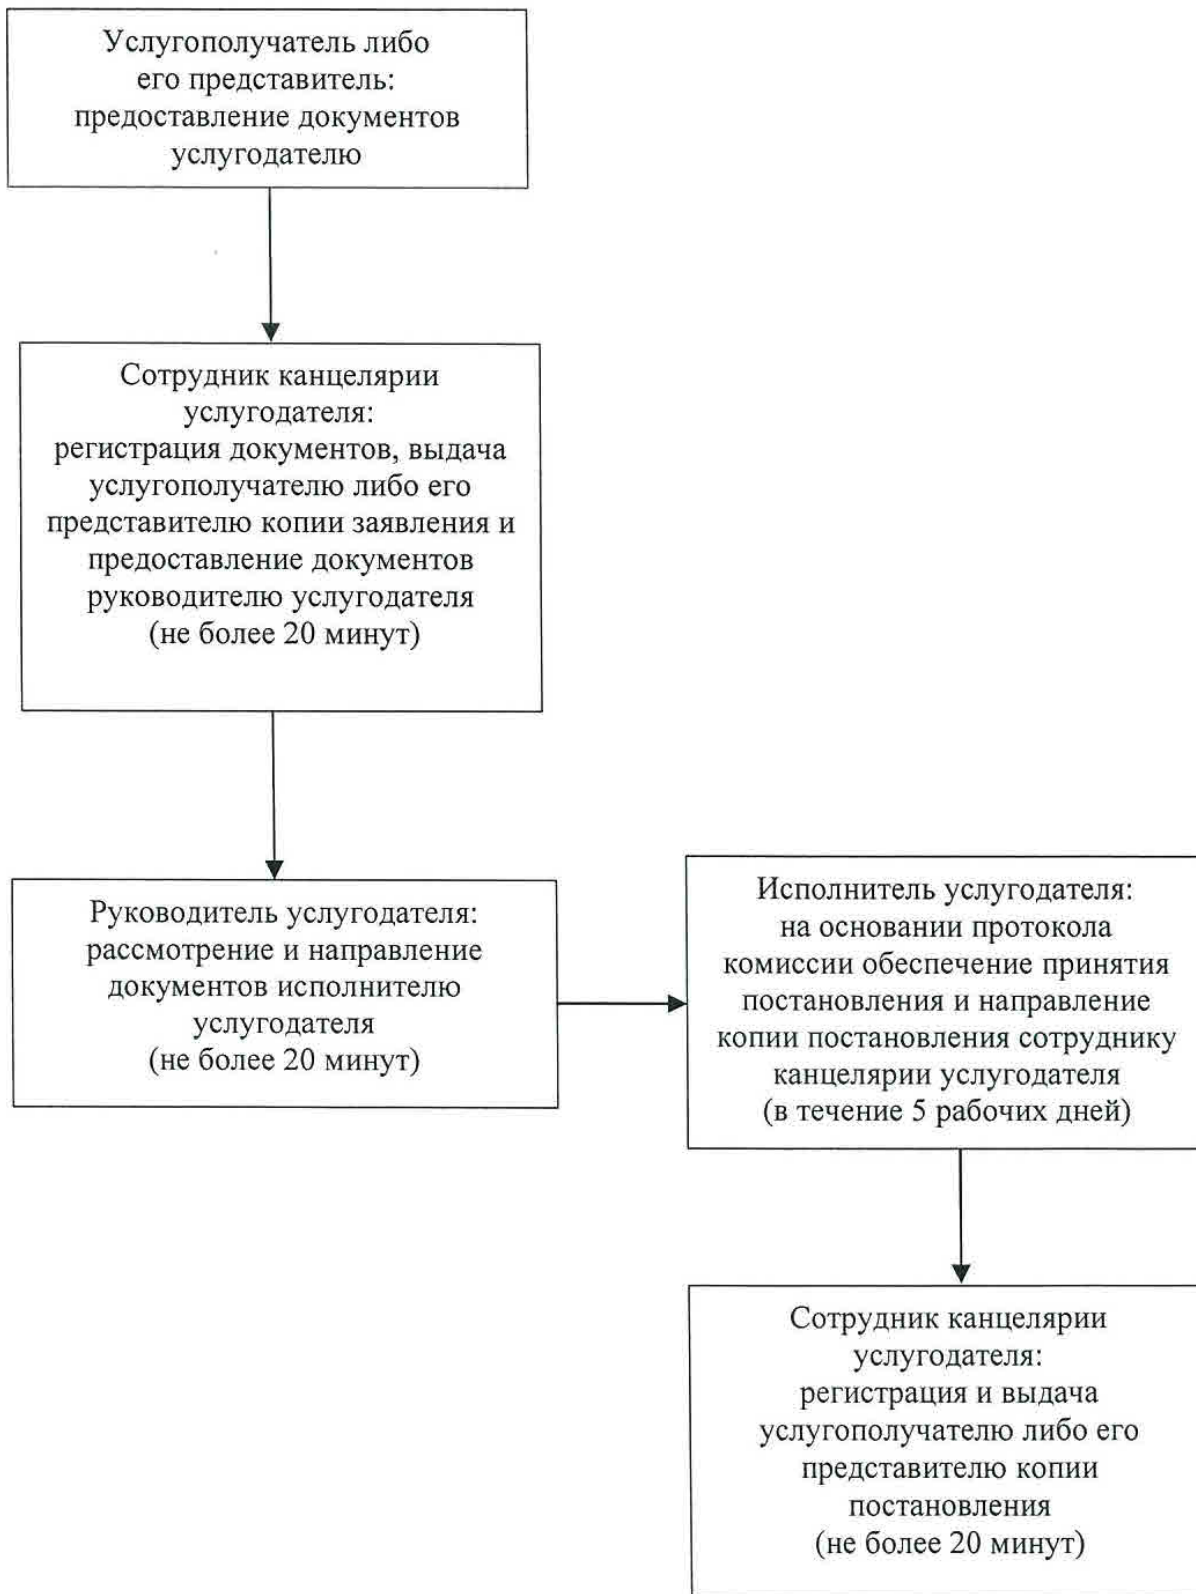 Услугополучатель либо
его представитель:
предоставление документов
услугодателю
Сотрудник канцелярии
услугодателя:
регистрация документов, выдача
услугополучателю либо его
представителю копии заявления и
предоставление документов
руководителю услугодателя
(не более 20 минут)
Руководитель услугодателя:
рассмотрение и направление
документов исполнителю
услугодателя
(не более 20 минут)
Исполнитель услугодателя:
на основании протокола
комиссии обеспечение принятия
постановления и направление
копии постановления сотруднику
канцелярии услугодателя
(в течение 5 рабочих дней)
Сотрудник канцелярии
услугодателя:
регистрация и выдача
услугополучателю либо его
представителю копии
постановления
(не более 20 минут)